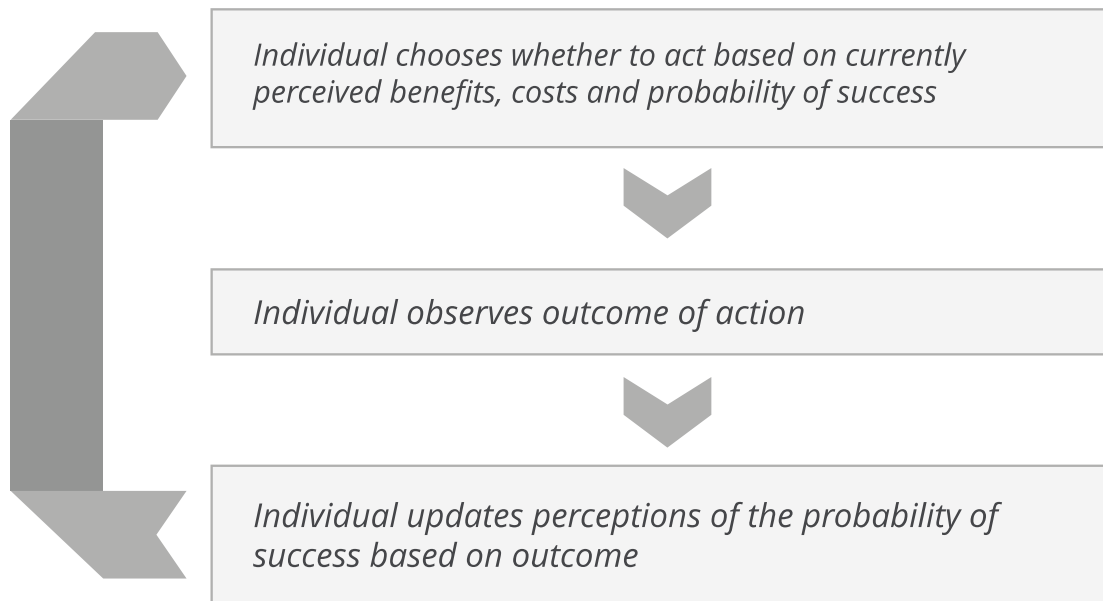 Individual chooses whether to act based on currently
perceived benefits, costs and probability of success
Individual observes outcome of action
Individual updates perceptions of the probability of
success based on outcome